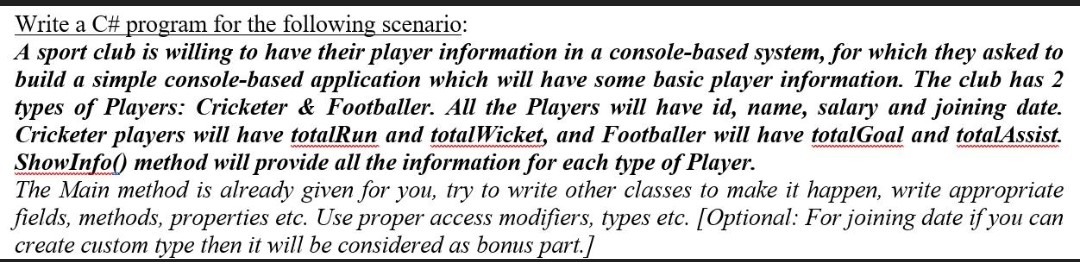 Write a C# program for the following scenario:
A sport club is willing to have their player information in a console-based system, for which they asked to
build a simple console-based application which will have some basic player information. The club has 2
types of Players: Cricketer & Footballer. All the Players will have id, name, salary and joining date.
Cricketer players will have totalRun and totalWicket, and Footballer will have totalGoal and totalAssist.
ShowInfo() method will provide all the information for each type of Player.
The Main method is already given for you, try to write other classes to make it happen, write appropriate
fields, methods, properties etc. Use proper access modifiers, types etc. [Optional: For joining date if you can
create custom type then it will be considered as bonus part.]